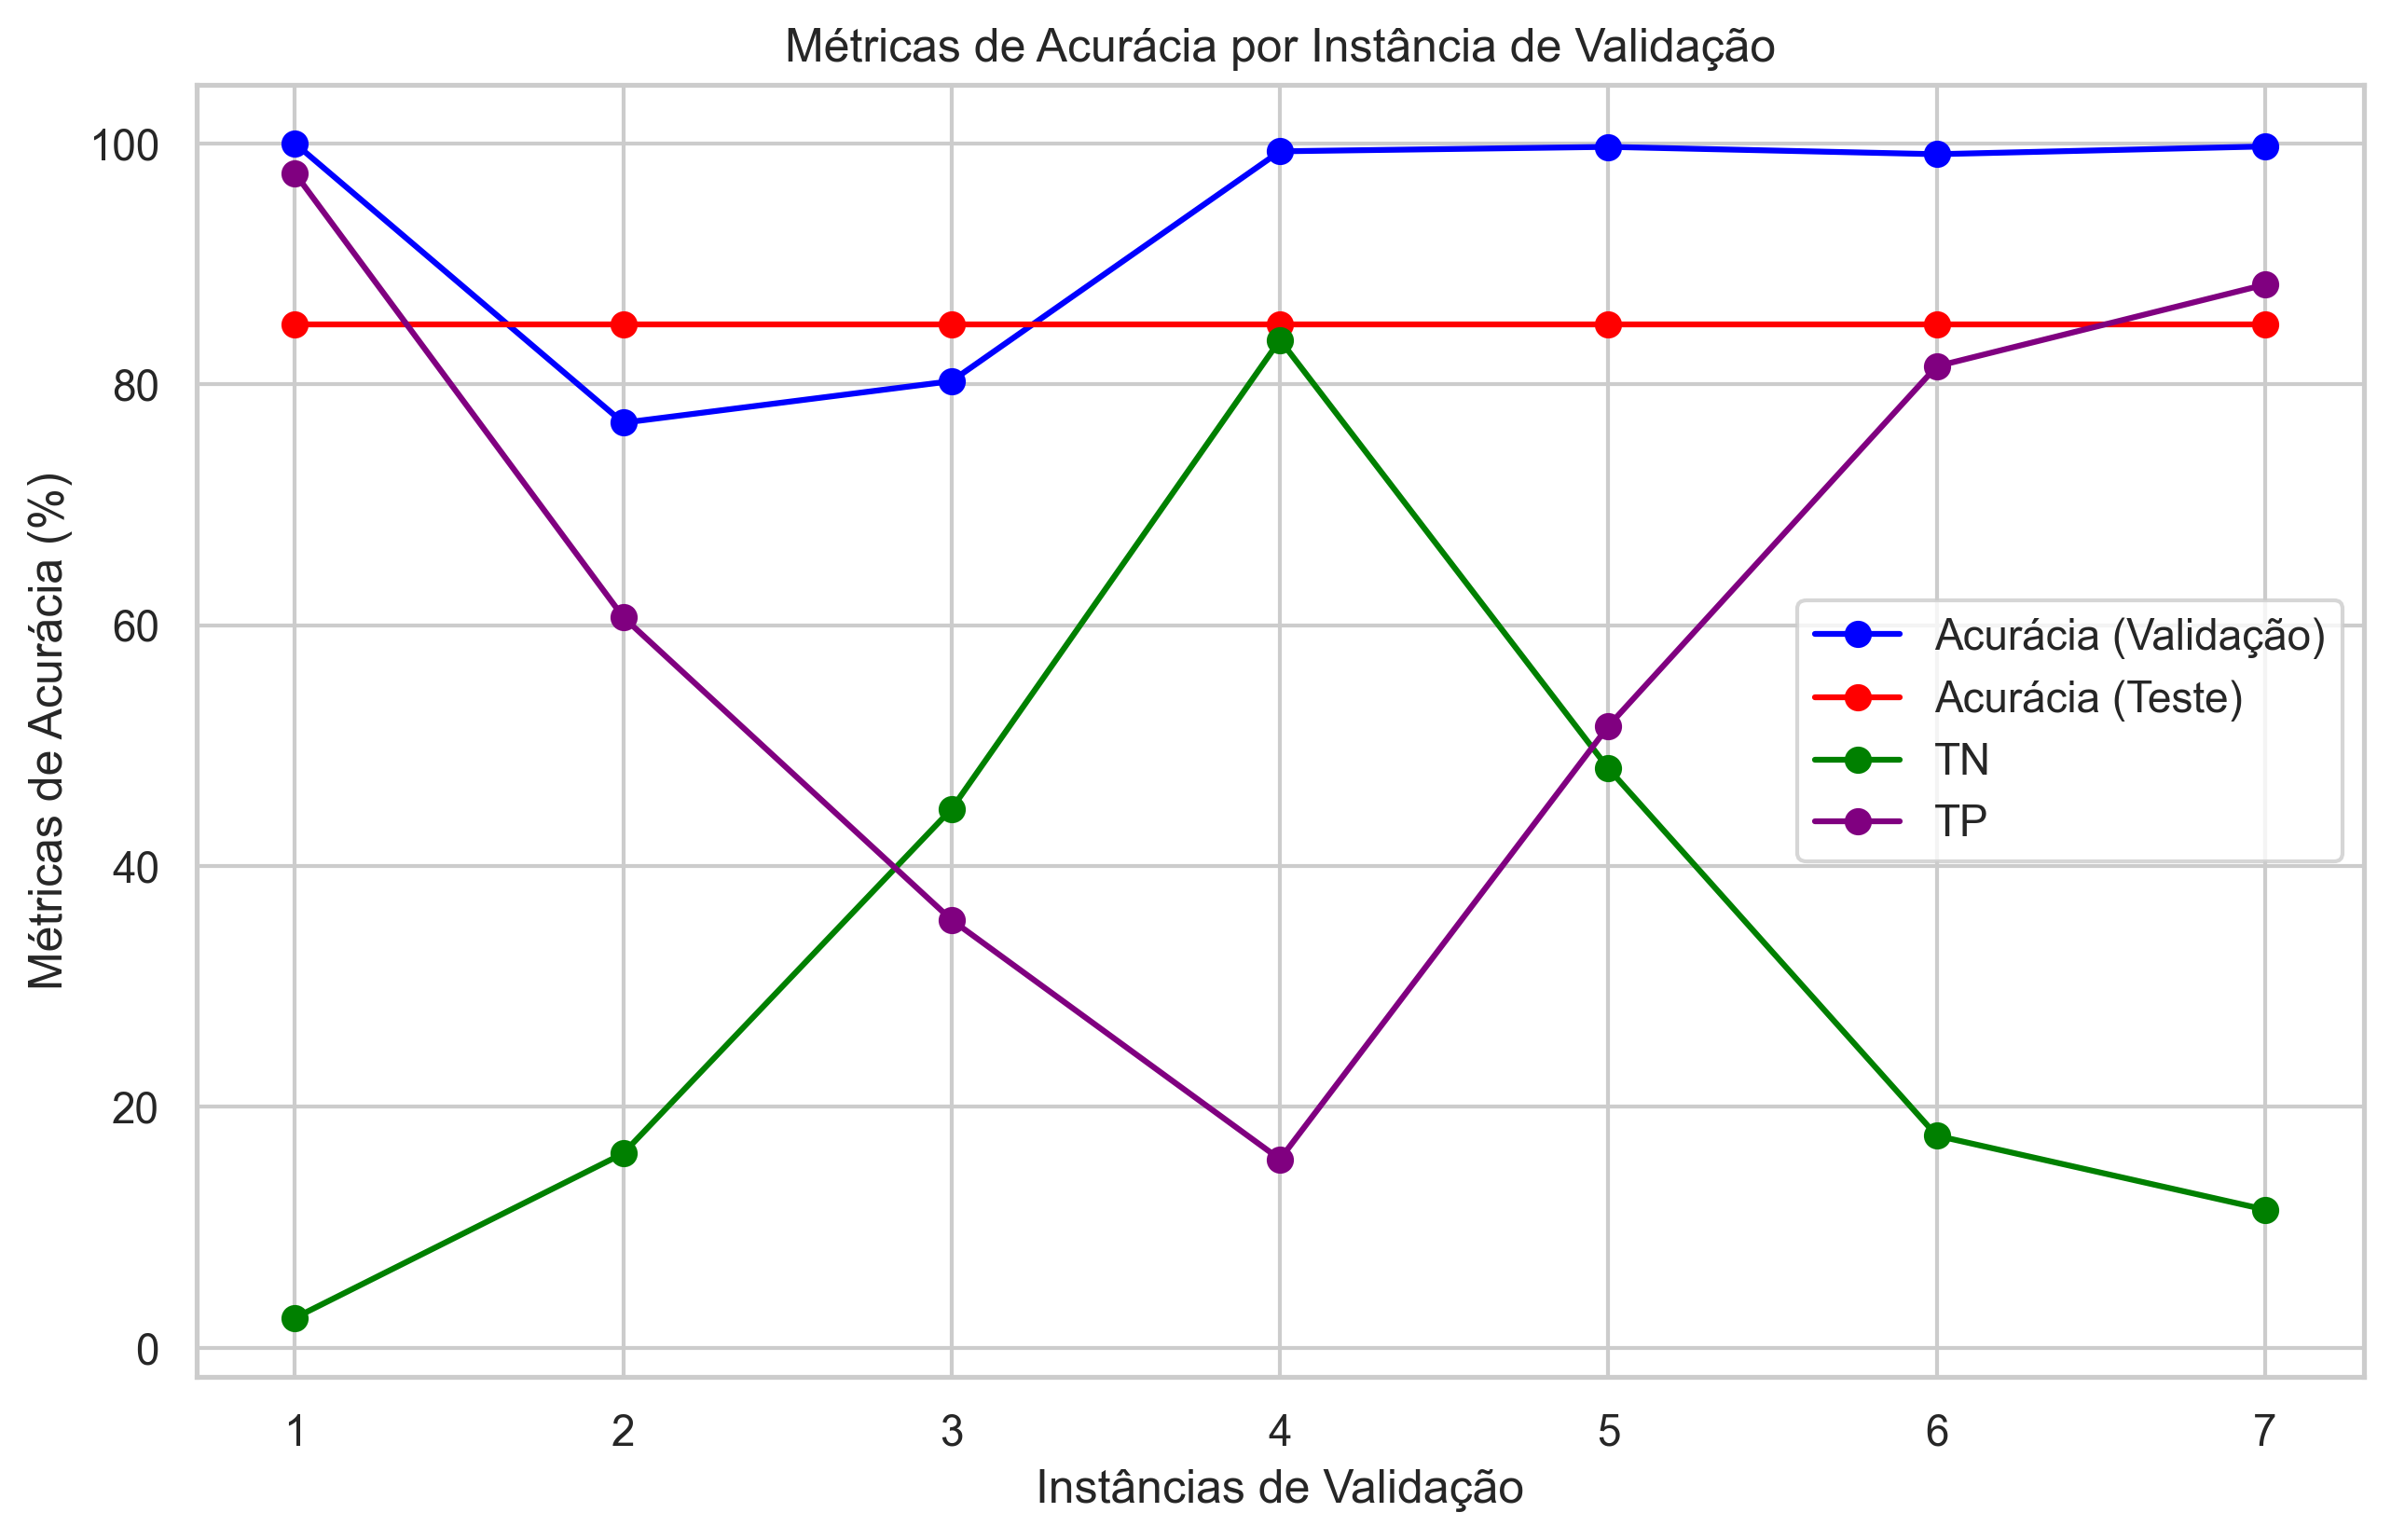 Métricas de Acurácia por Instância de Validação
Métricas de Acurácia (%)
100
80
60
40
20
0
Acurácia (Validação)
Acurácia (Teste)
TN
TP
1 2 3 4 5 6 7
Instâncias de Validação